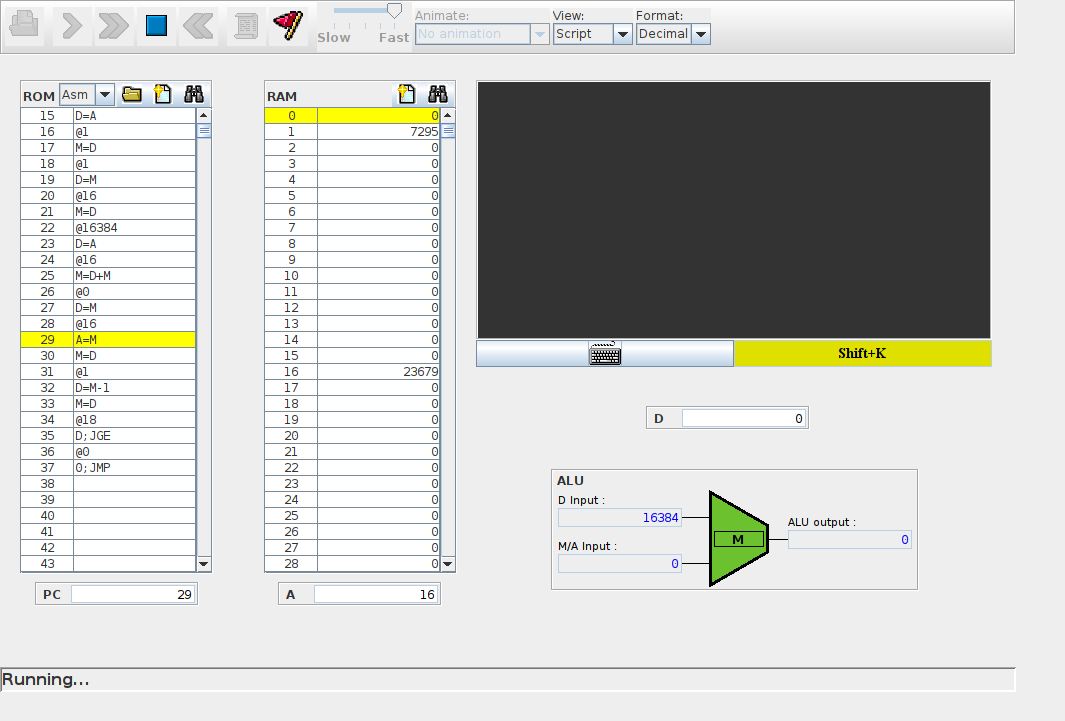 Animate: View: Format:
Slow Fast No animation Script Decimal
ROM Asm
15 D=A
16 @1
17 M=D
18 @1
19 D=M
20 @16
21 M=D
22 @16384
23 D=A
24 @16
25 M=D+M
26 @0
27 D=M
28 @16
29 A=M
30 M=D
31 @1
32 D=M-1
33 M=D
34 @18
35 D;JGE
36 @0
37 0;JMP
38
39
40
41
42
43
PC 29
RAM
0 0
1 7295
2 0
3 0
4 0
5 0
6 0
7 0
8 0
9 0
10 0
11 0
12 0
13 0
14 0
15 0
16 23679
17 0
18 0
19 0
20 0
21 0
22 0
23 0
24 0
25 0
26 0
27 0
28 0
A 16
Shift+K
D 0
ALU
D Input :
16384
M/A Input :
0
M
ALU output :
0
Running...